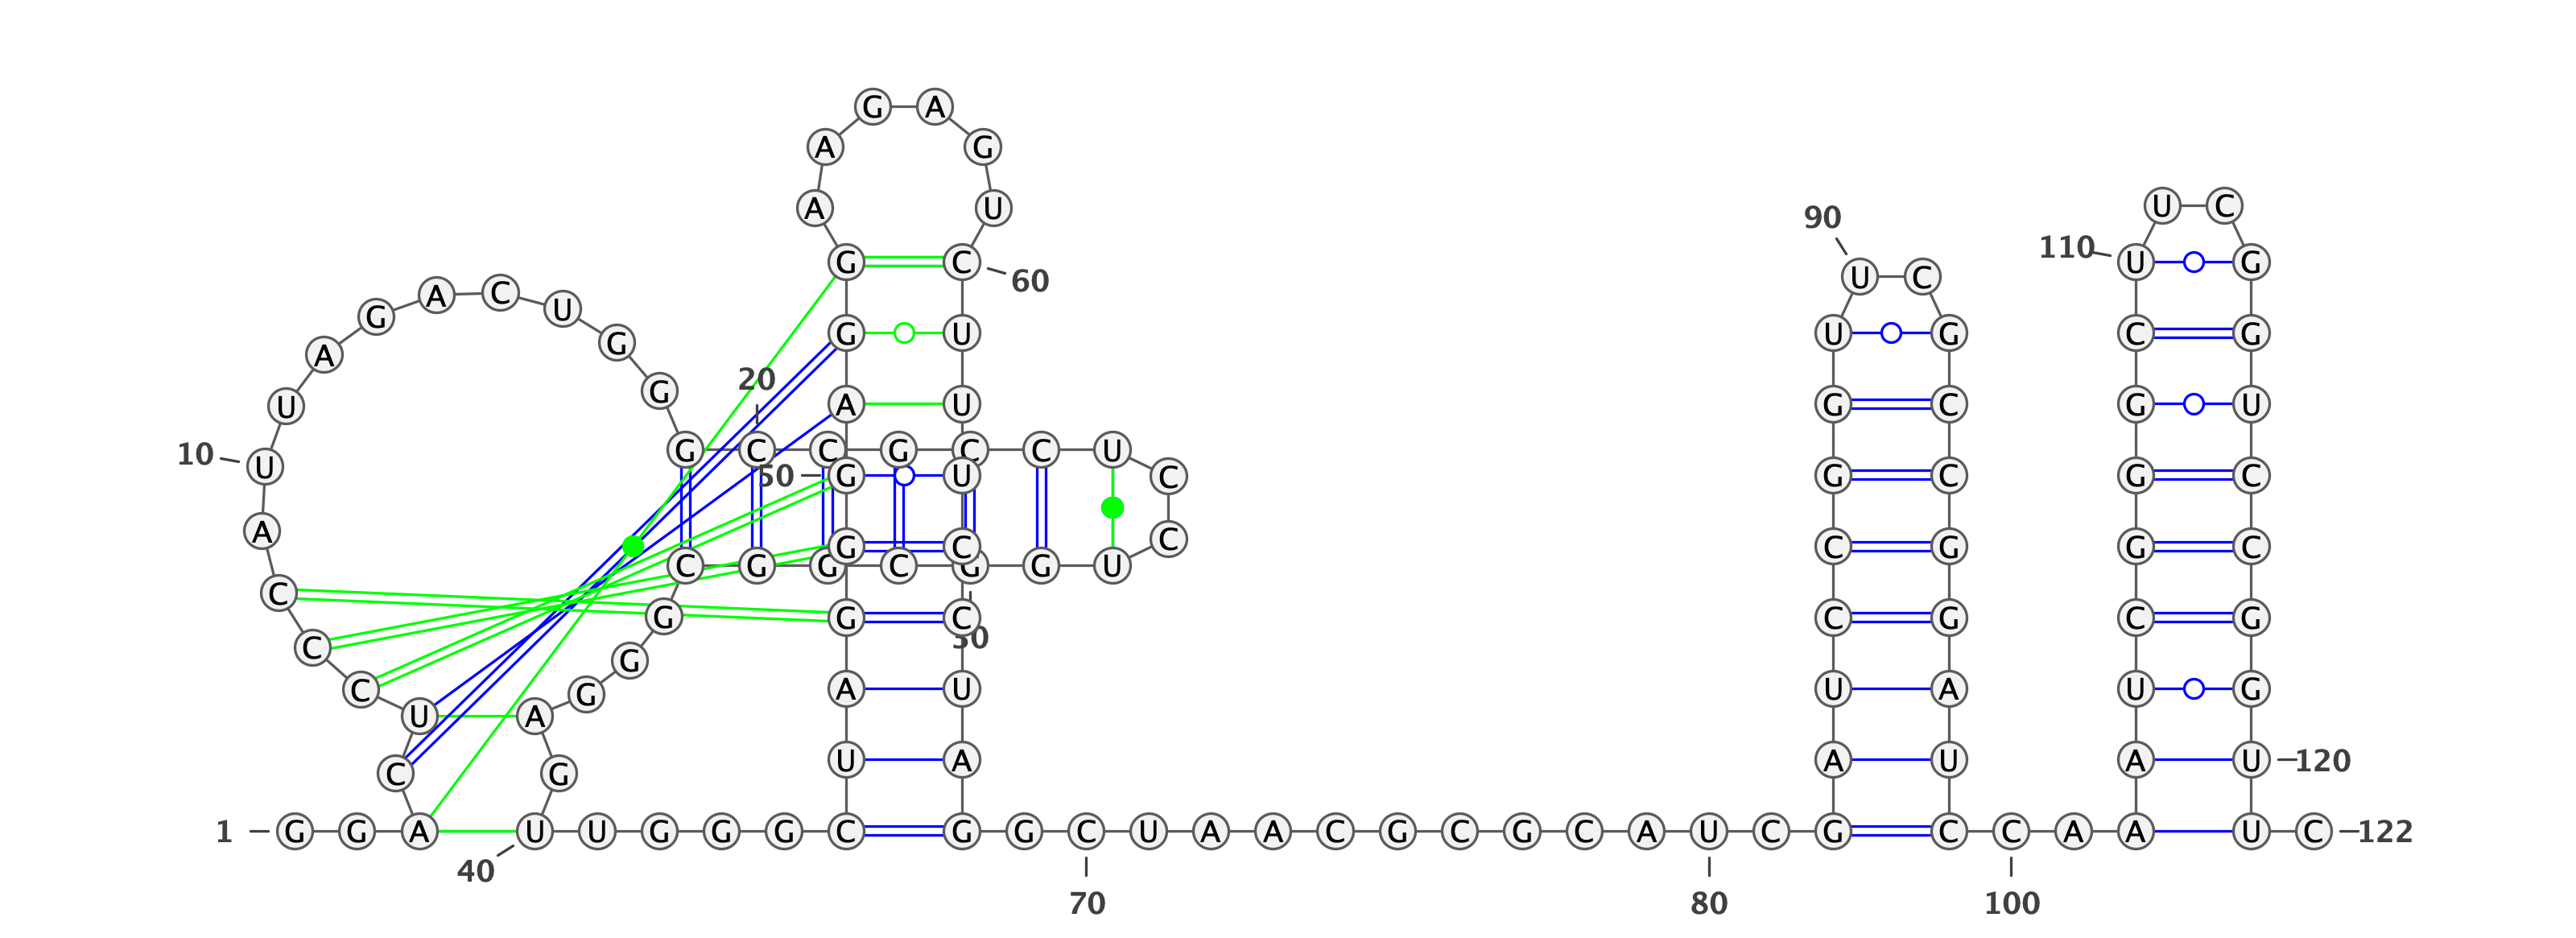 G A
A G
A U U C
90
110 G C U G
60 U C
A C U
G
G G U U G C G
A
20
G
U A U G C G U
10 G C C G C C U
U 50 G U C G C G C
C
A G C C G G C
C G G C G G U
C
G G C C G C G
30
C
G
C G A U U A U G
U A
U A A U A U 120
C G
1 G G A U U G G G C G G C U A A C G C G C A U C G C C A A U C 122
40
70 80 100